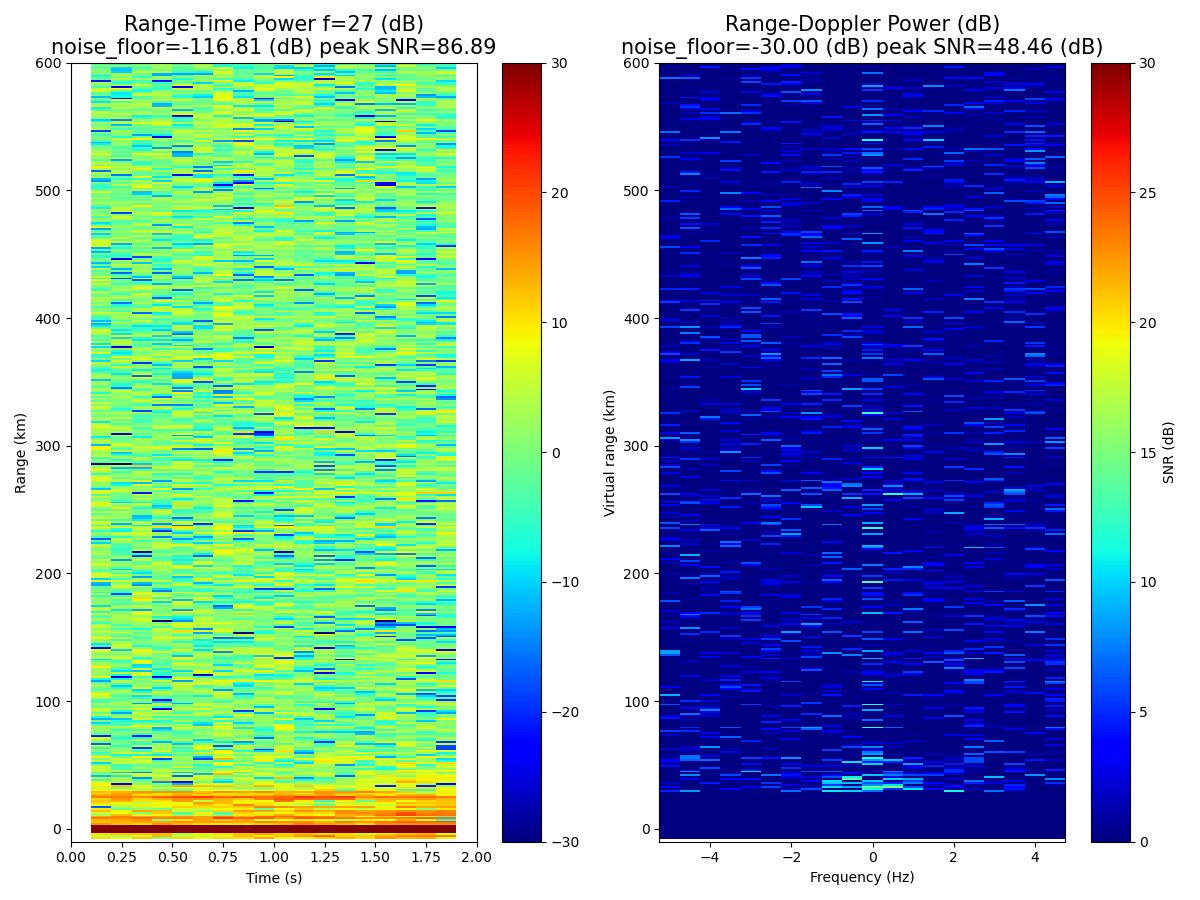 Range-Time Power f=27 (dB)
noise_floor=-116.81 (dB) peak SNR=86.89
Range (km)
600
500
400
300
200
100
0
0.00 0.25 0.50 0.75 1.00 1.25 1.50 1.75 2.00
Time (s)
30
20
10
0
−10
−20
−30
Range-Doppler Power (dB)
noise_floor=-30.00 (dB) peak SNR=48.46 (dB)
Virtual range (km)
600
500
400
300
200
100
0
−4 −2 0 2 4
Frequency (Hz)
30
25
20
15
10
5
0
SNR (dB)